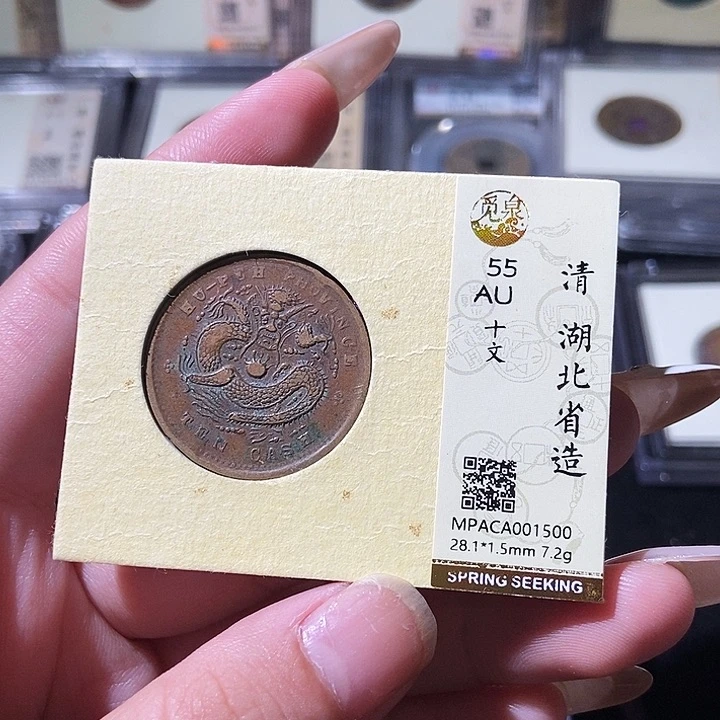 HU-PEH PROVINCE
TEN CASH
觅泉
55
AU
十文
清 湖北省造
MPACA001500
28.1*1.5mm 7.2g
SPRING SEEKING